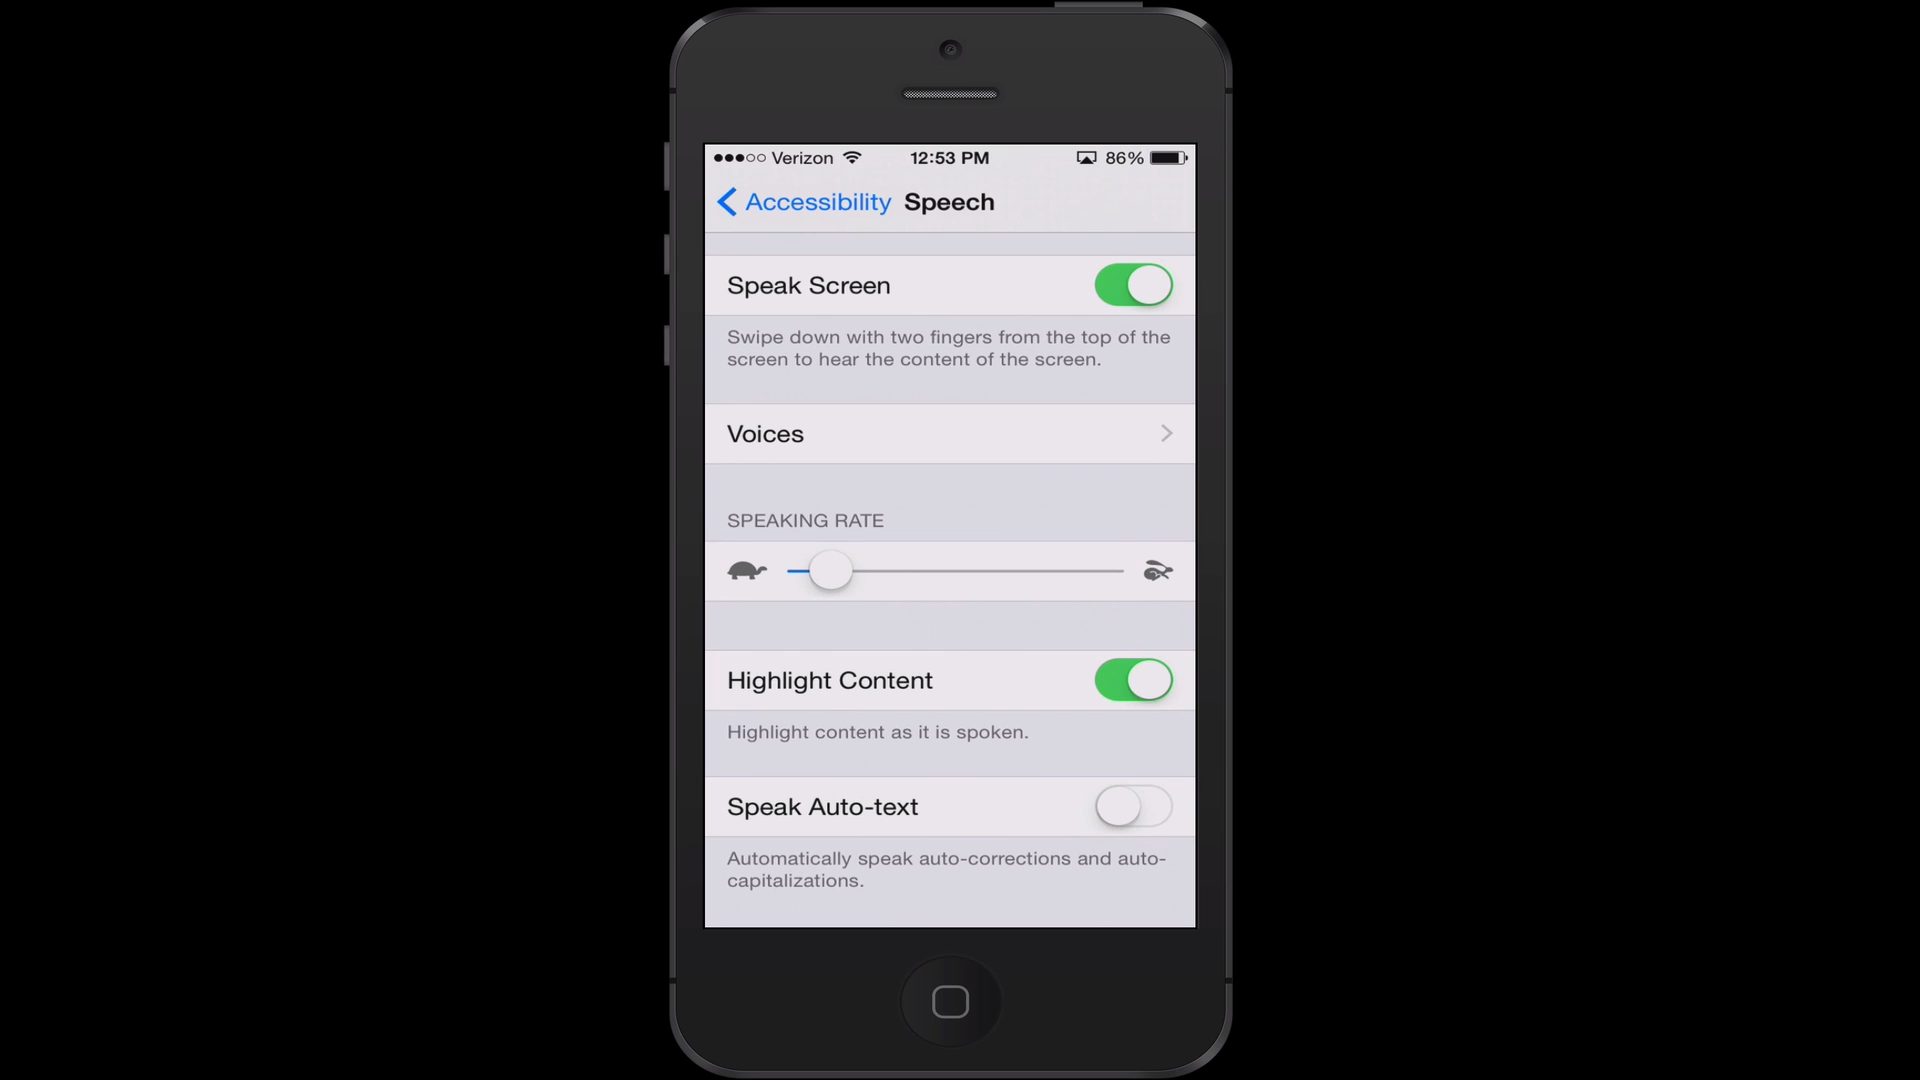 Verizon 12:53 PM 86%
Accessibility Speech
Speak Screen
Swipe down with two fingers from the top of the
screen to hear the content of the screen.
Voices
SPEAKING RATE
Highlight Content
Highlight content as it is spoken.
Speak Auto-text
Automatically speak auto-corrections and auto-
capitalizations.